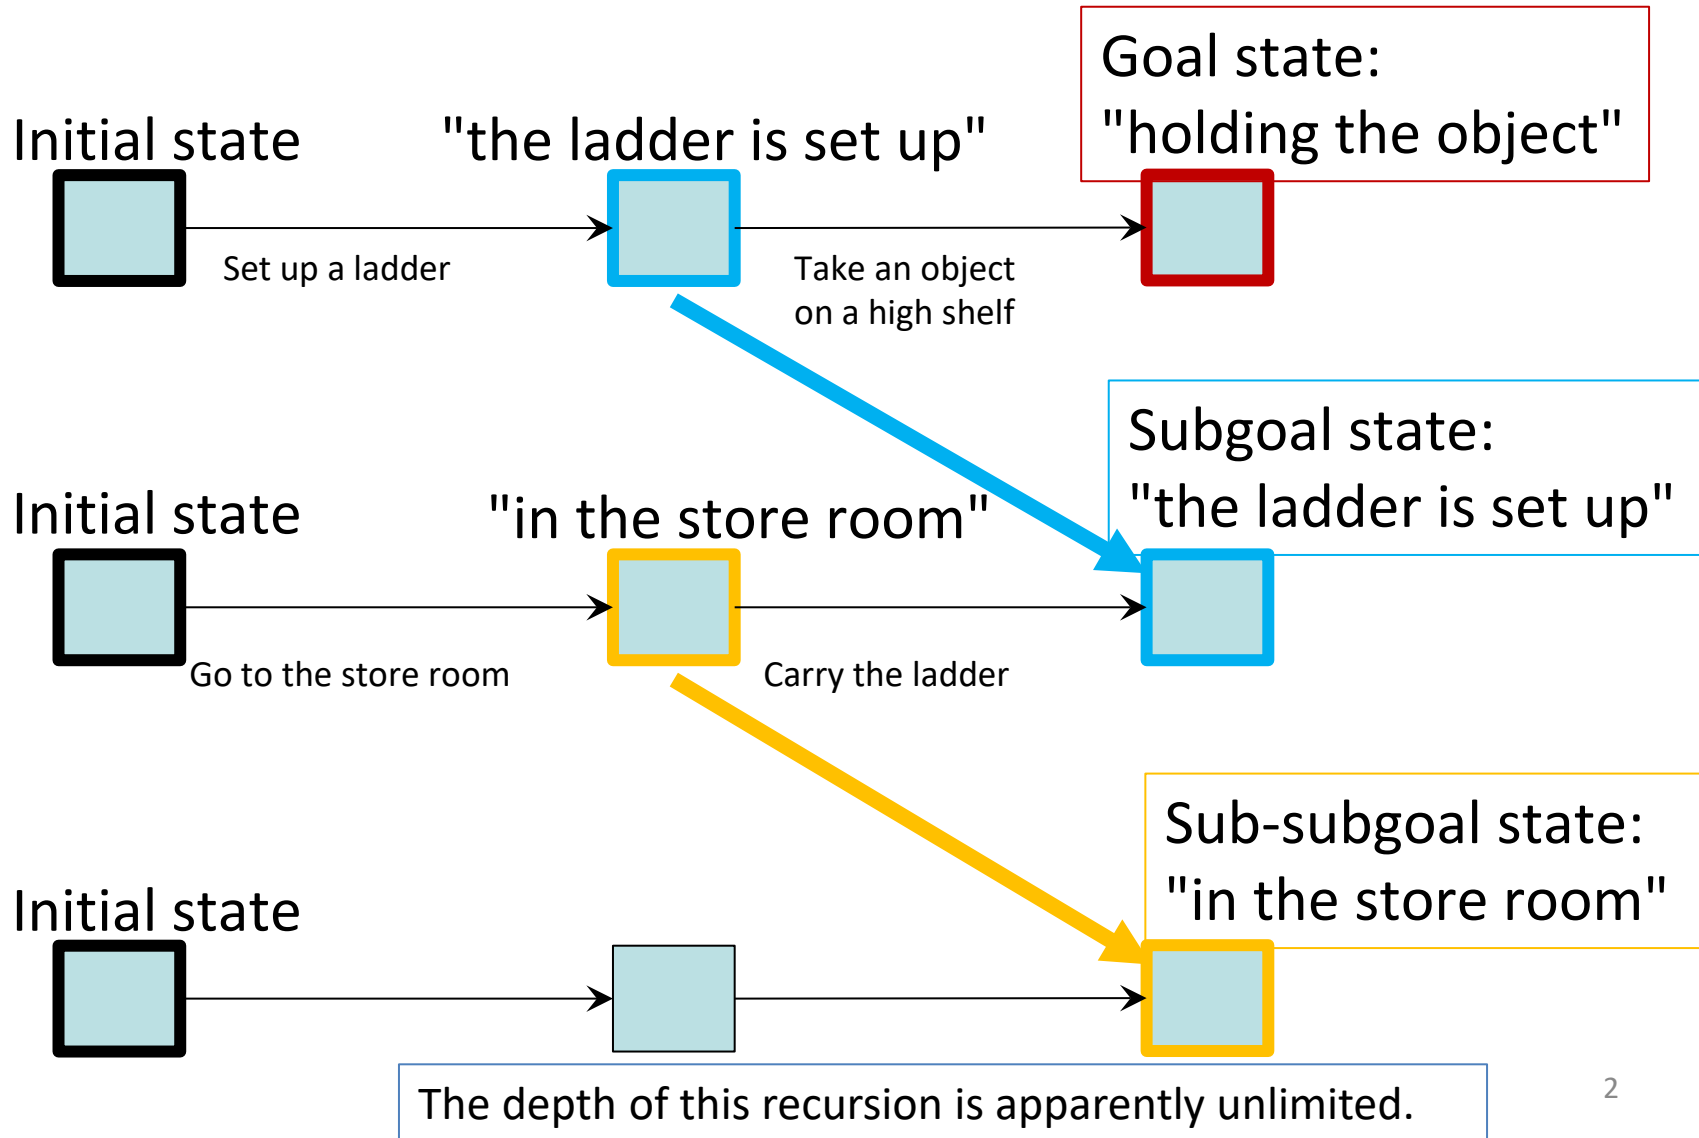 Goal state:
"holding the object"
Initial state
"the ladder is set up"
Set up a ladder
Take an object
on a high shelf
Subgoal state:
"the ladder is set up"
Initial state
"in the store room"
Go to the store room
Carry the ladder
Sub-subgoal state:
"in the store room"
Initial state
The depth of this recursion is apparently unlimited.
2